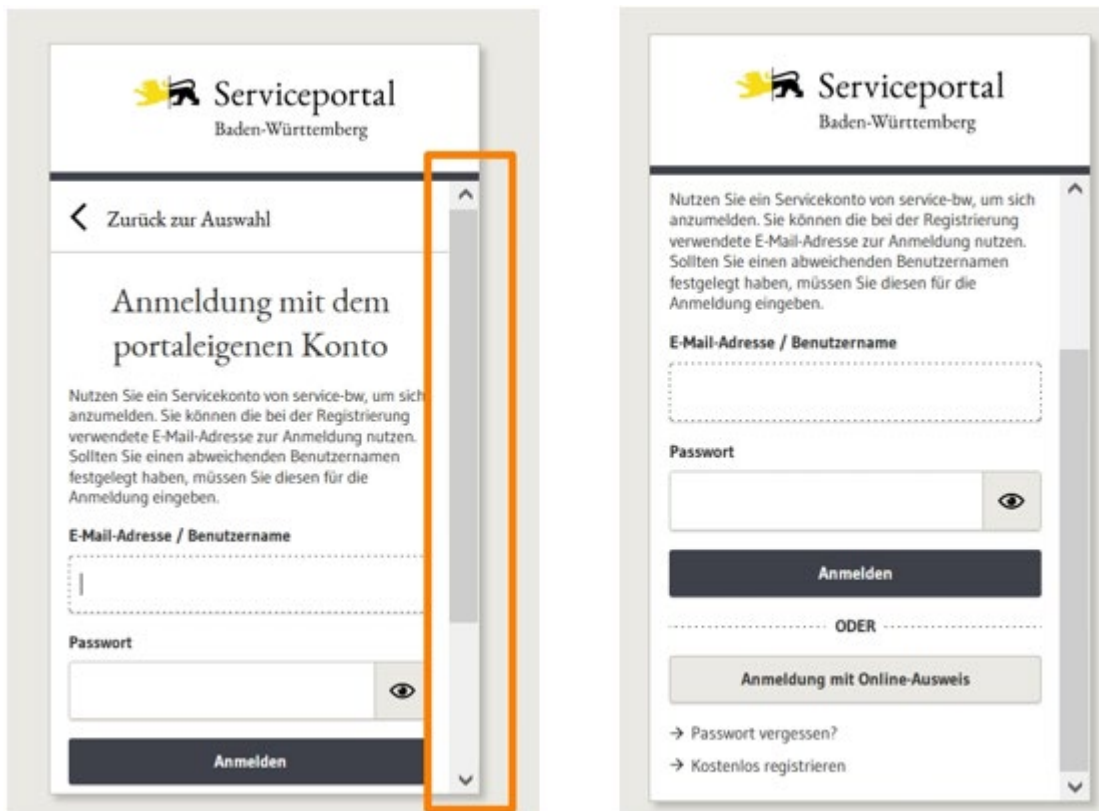 Serviceportal
Baden-Württemberg
Zurück zur Auswahl
Anmeldung mit dem
portaleigenen Konto
Nutzen Sie ein Servicekonto von service-bw, um sich
anzumelden. Sie können die bei der Registrierung
verwendete E-Mail-Adresse zur Anmeldung nutzen.
Sollten Sie einen abweichenden Benutzernamen
festgelegt haben, müssen Sie diesen für die
Anmeldung eingeben.
E-Mail-Adresse / Benutzername
Passwort
Anmelden
Serviceportal
Baden-Württemberg
Nutzen Sie ein Servicekonto von service-bw, um sich
anzumelden. Sie können die bei der Registrierung
verwendete E-Mail-Adresse zur Anmeldung nutzen.
Sollten Sie einen abweichenden Benutzernamen
festgelegt haben, müssen Sie diesen für die
Anmeldung eingeben.
E-Mail-Adresse / Benutzername
Passwort
Anmelden
ODER
Anmeldung mit Online-Ausweis
→ Passwort vergessen?
→ Kostenlos registrieren